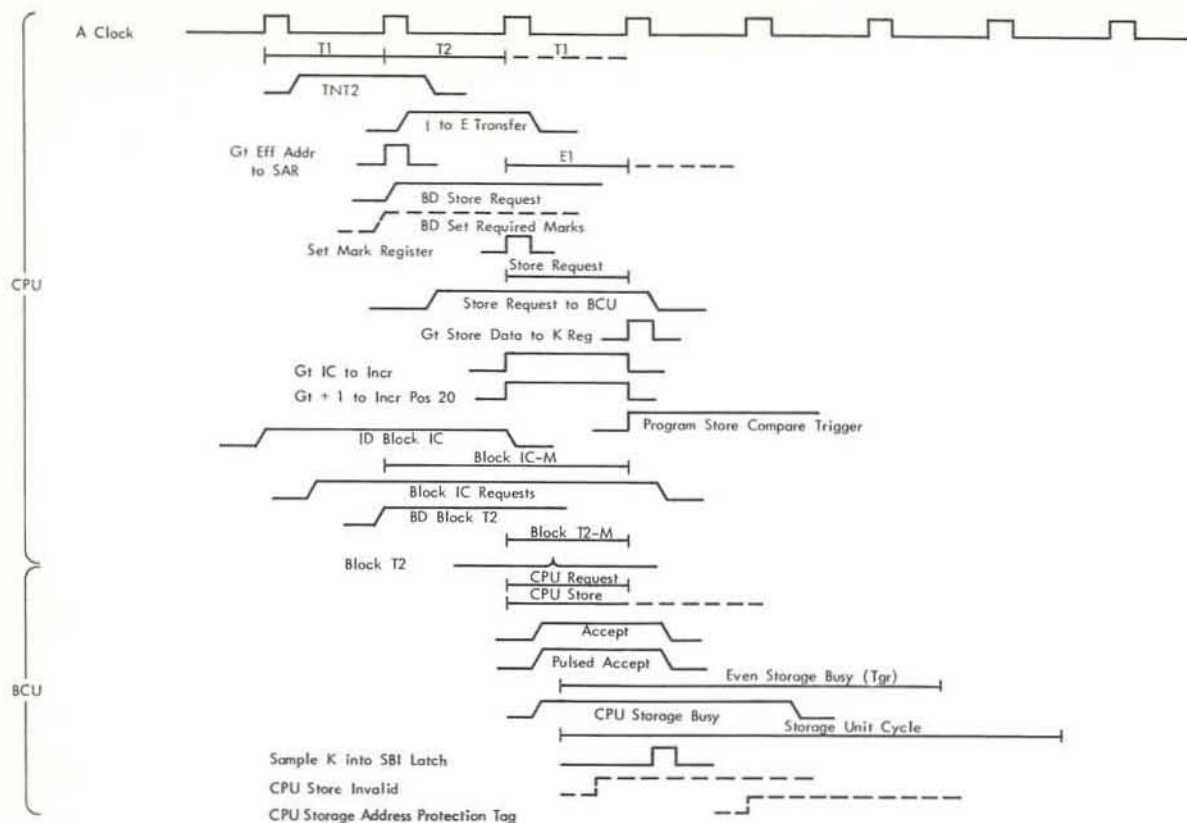 A Clock
T1
T2
T1
TNT2
I to E Transfer
Gt Eff Addr
to SAR
E1
BD Store Request
BD Set Required Marks
Set Mark Register
Store Request
CPU
Store Request to BCU
Gt Store Data to K Reg
Gt IC to Incr
Gt + 1 to Incr Pos 20
Program Store Compare Trigger
ID Block IC
Block IC-M
Block IC Requests
BD Block T2
Block T2-M
Block T2
CPU Request
CPU Store
Accept
Pulsed Accept
Even Storage Busy (Tgr)
BCU
CPU Storage Busy
Storage Unit Cycle
Sample K into SBI Latch
CPU Store Invalid
CPU Storage Address Protection Tag